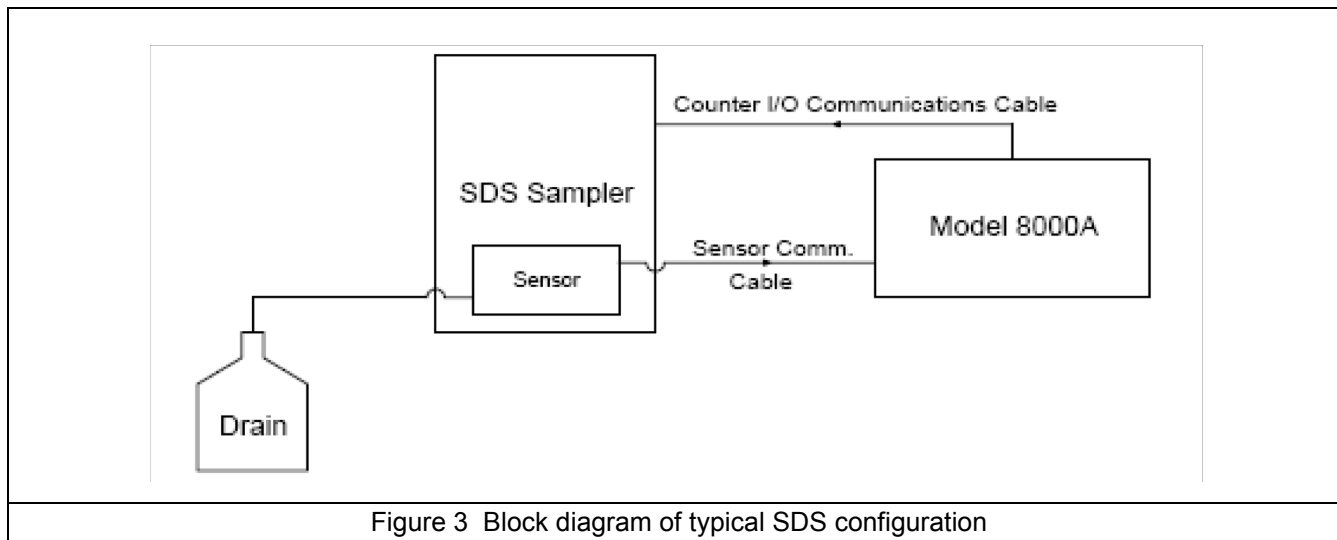 Counter I/O Communications Cable
SDS Sampler
Model 8000A
Sensor Comm.
Cable
Sensor
Drain
Figure 3 Block diagram of typical SDS configuration